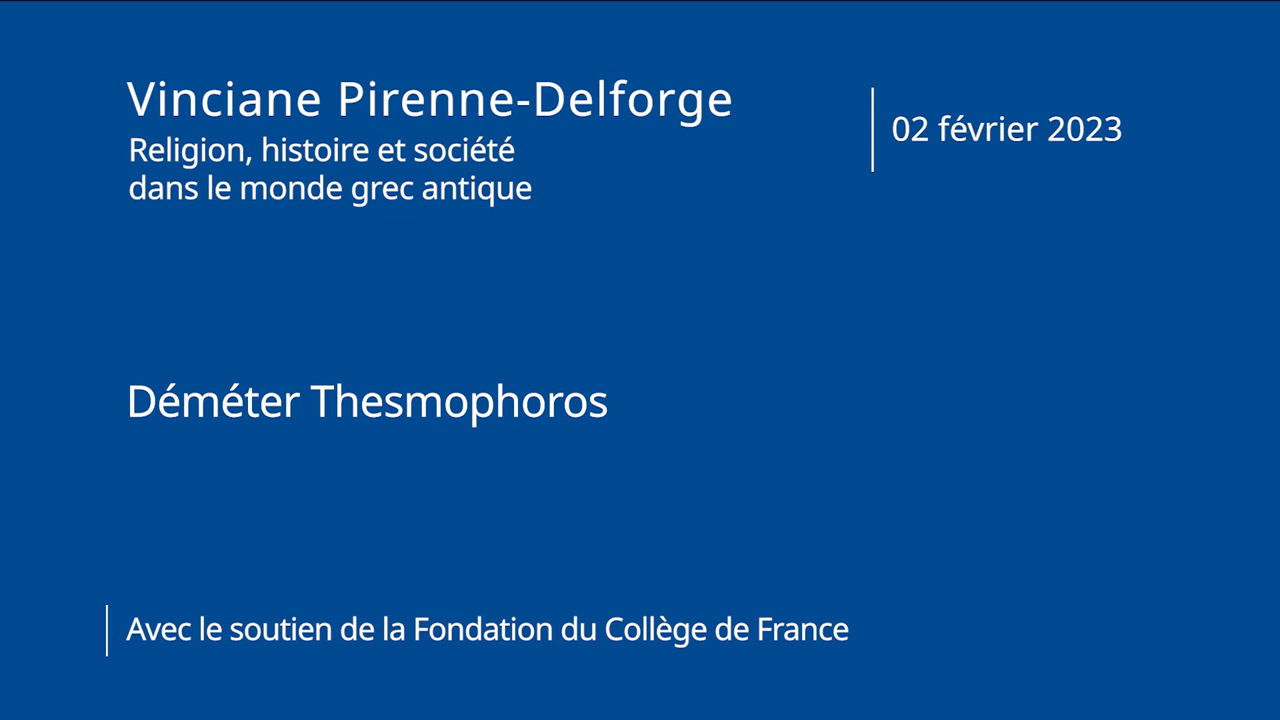 Vinciane Pirenne-Delforge
Religion, histoire et société
dans le monde grec antique
02 février 2023
Déméter Thesmophoros
Avec le soutien de la Fondation du Collège de France